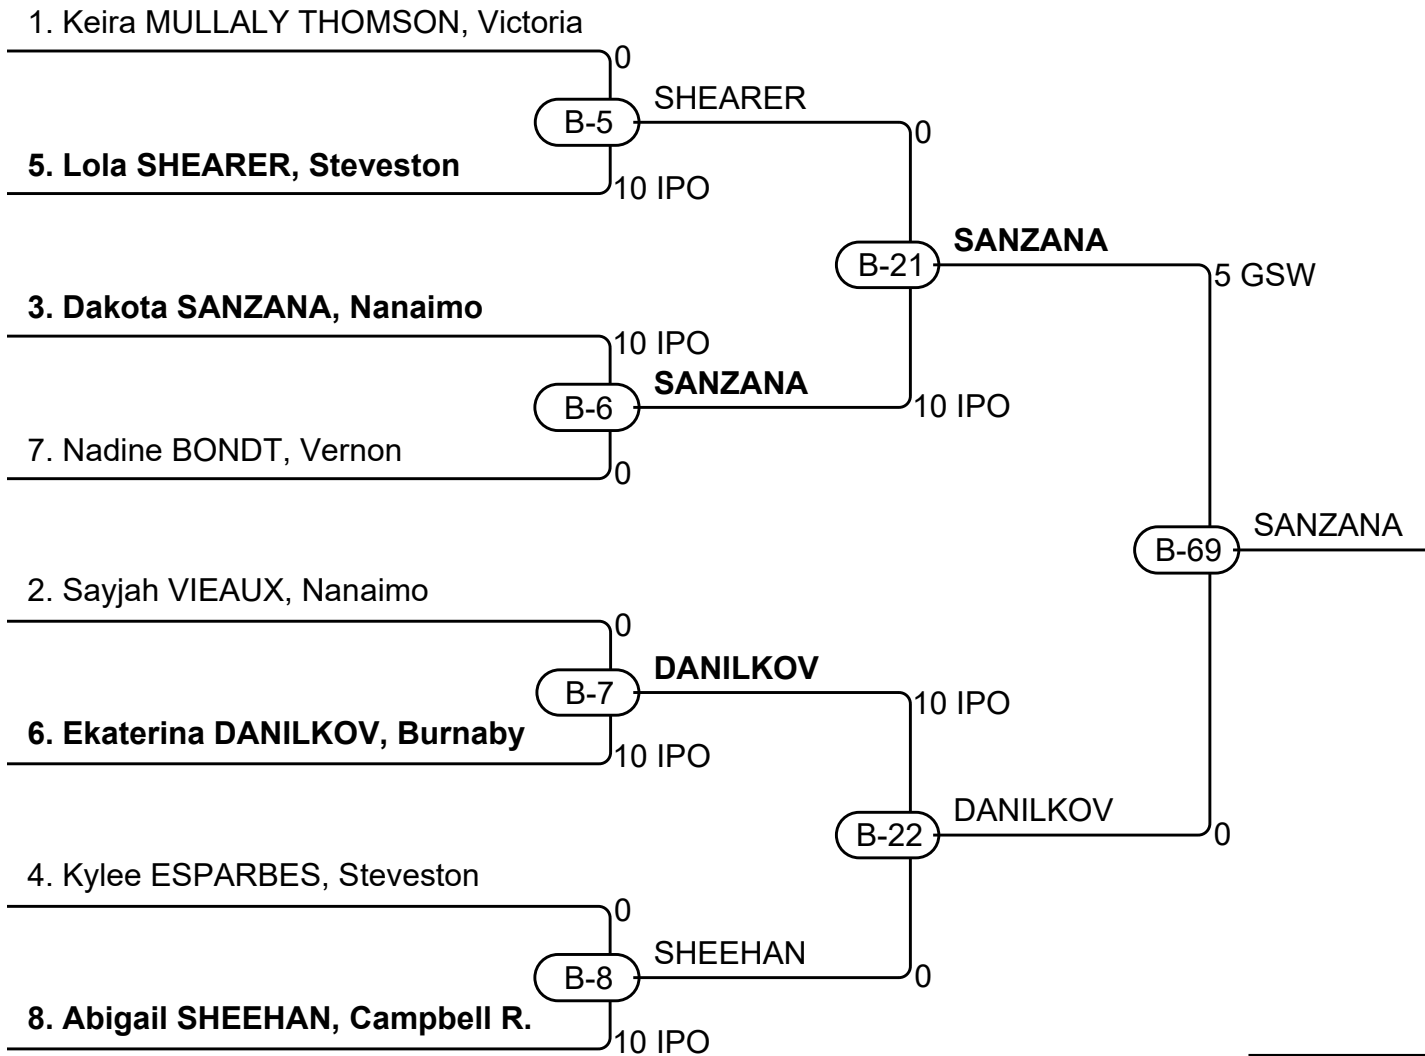 1. Keira MULLALY THOMSON, Victoria
0
B-5
SHEARER
0
5. Lola SHEARER, Steveston
10 IPO
B-21
SANZANA
5 GSW
3. Dakota SANZANA, Nanaimo
10 IPO
B-6
SANZANA
10 IPO
7. Nadine BONDT, Vernon
0
B-69
SANZANA
2. Sayjah VIEAUX, Nanaimo
0
B-7
DANILKOV
10 IPO
6. Ekaterina DANILKOV, Burnaby
10 IPO
B-22
DANILKOV
0
4. Kylee ESPARBES, Steveston
0
B-8
SHEEHAN
0
8. Abigail SHEEHAN, Campbell R.
10 IPO